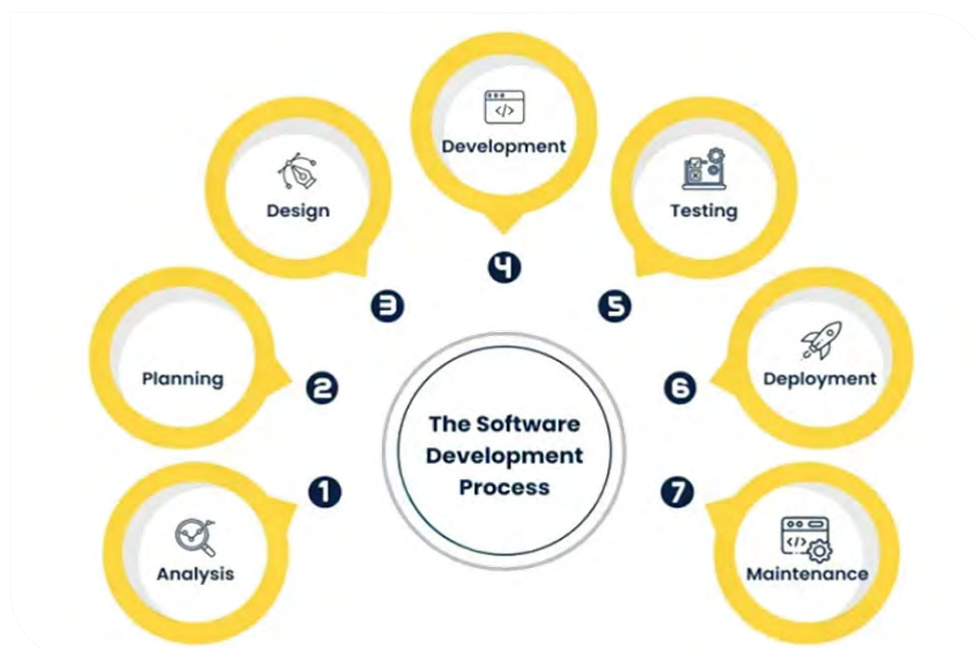 Development
Design
Testing
4
3
5
Planning
2
6
Deployment
The Software
Development
Process
1
7
Analysis
Maintenance